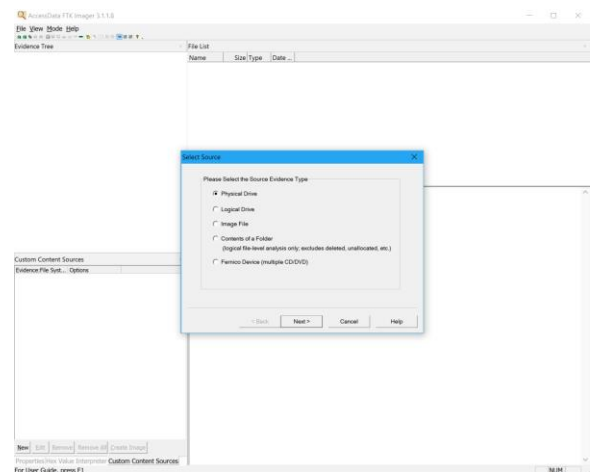 AccessData FTK Imager 3.1.1.8
File View Mode Help
Evidence Tree
File List
Name Size Type Date ...
Select Source
Please Select the Source Evidence Type
Physical Drive
Logical Drive
Image File
Contents of a Folder
(logical file-level analysis only; excludes deleted, unallocated, etc.)
Fernico Device (multiple CD/DVD)
< Back Next > Cancel Help
Custom Content Sources
Evidence:File Syst... Options
New Edit Remove Remove All Create Image
Properties Hex Value Interpreter Custom Content Sources
For User Guide, press F1
NUM